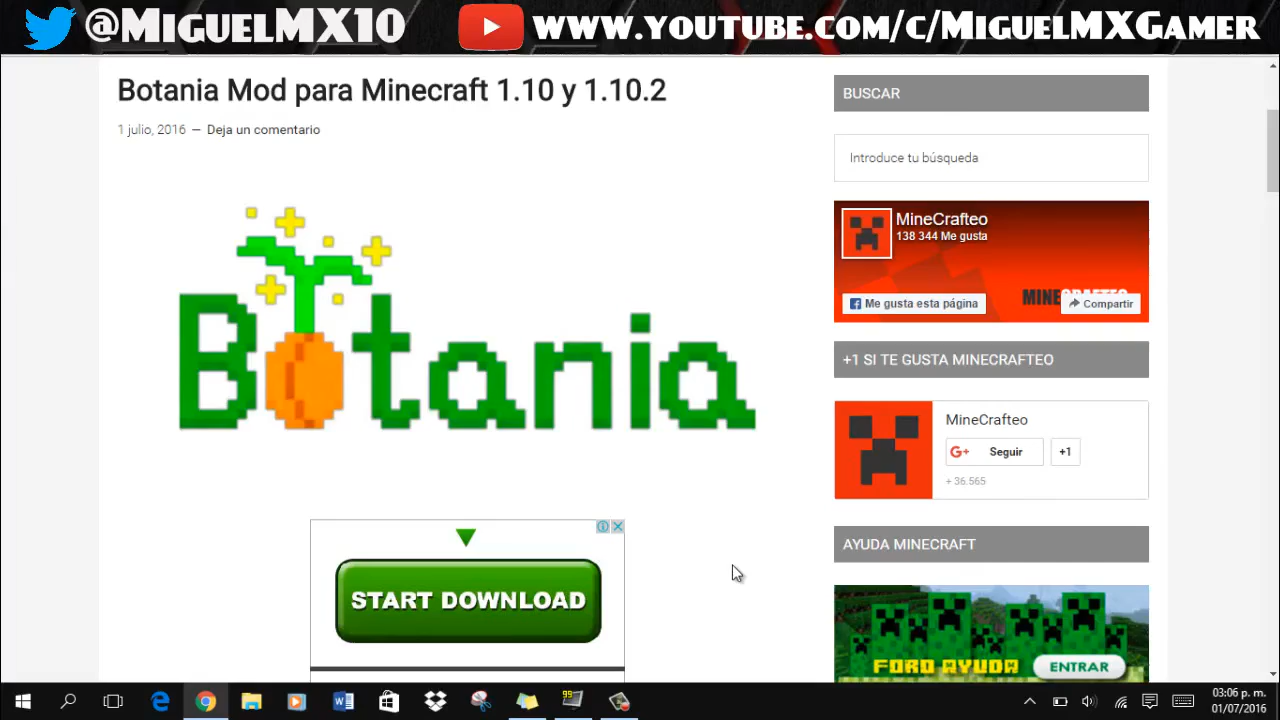 @MiguelMX10
www.youtube.com/c/MiguelMXGamer
Botania Mod para Minecraft 1.10 y 1.10.2
1 julio, 2016 — Deja un comentario
Botania
START DOWNLOAD
BUSCAR
Introduce tu búsqueda
MineCrafteo
138 344 Me gusta
Me gusta esta página
Compartir
+1 SI TE GUSTA MINECRAFTEO
MineCrafteo
G+ Seguir +1
+ 36.565
AYUDA MINECRAFT
FORO AYUDA
ENTRAR
99
03:06 p. m.
01/07/2016